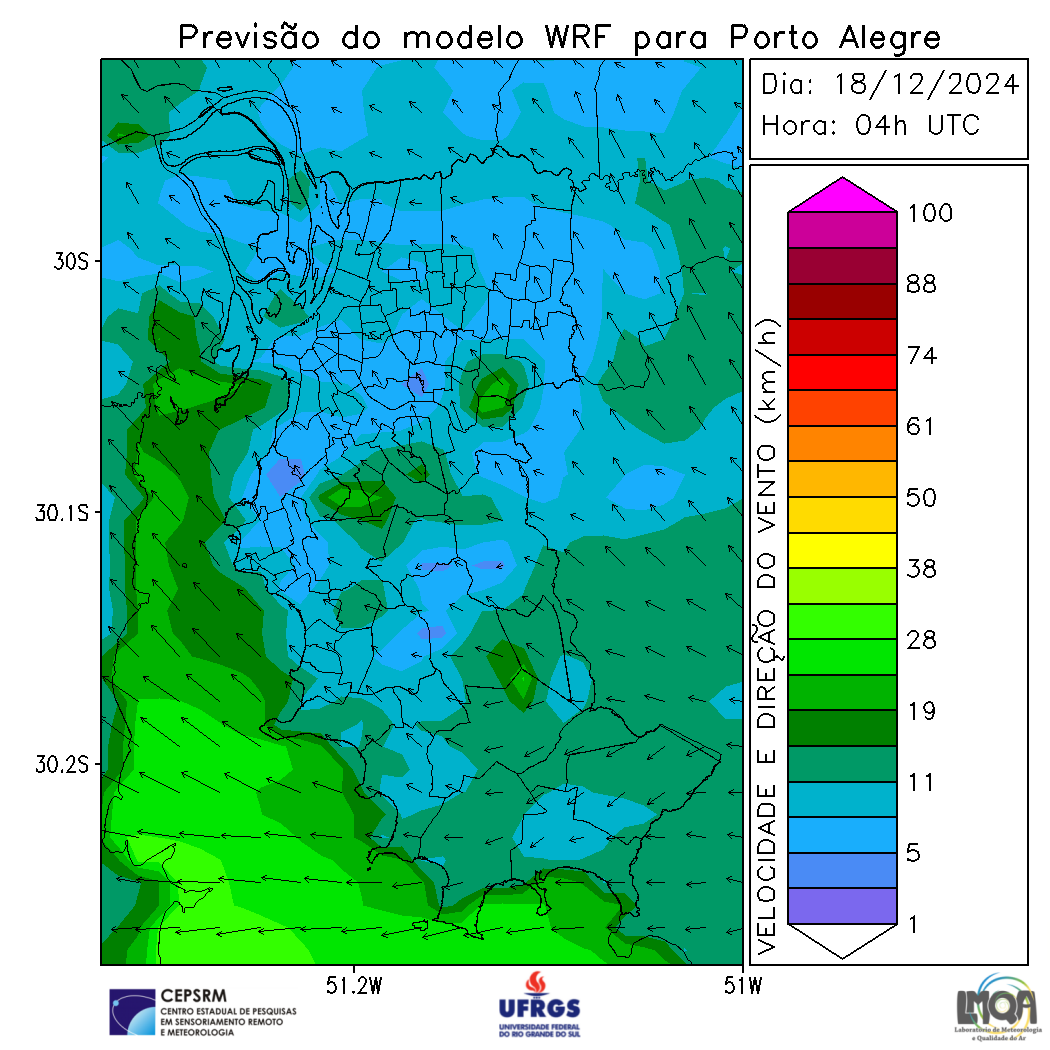 Previsão do modelo WRF para Porto Alegre
Dia: 18/12/2024
Hora: 04h UTC
30S
30.1S
30.2S
51.2W
51W
VELOCIDADE E DIREÇÃO DO VENTO (km/h)
100
88
74
61
50
38
28
19
11
5
1
CEPSRM
CENTRO ESTADUAL DE PESQUISAS
EM SENSORIAMENTO REMOTO
E METEOROLOGIA
UFRGS
UNIVERSIDADE FEDERAL
DO RIO GRANDE DO SUL
LMQA
Laboratório de Meteorologia
e Qualidade do Ar